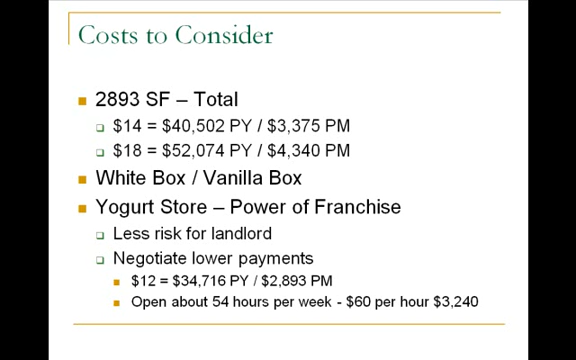 Costs to Consider
2893 SF – Total
$14 = $40,502 PY / $3,375 PM
$18 = $52,074 PY / $4,340 PM
White Box / Vanilla Box
Yogurt Store – Power of Franchise
Less risk for landlord
Negotiate lower payments
$12 = $34,716 PY / $2,893 PM
Open about 54 hours per week - $60 per hour $3,240